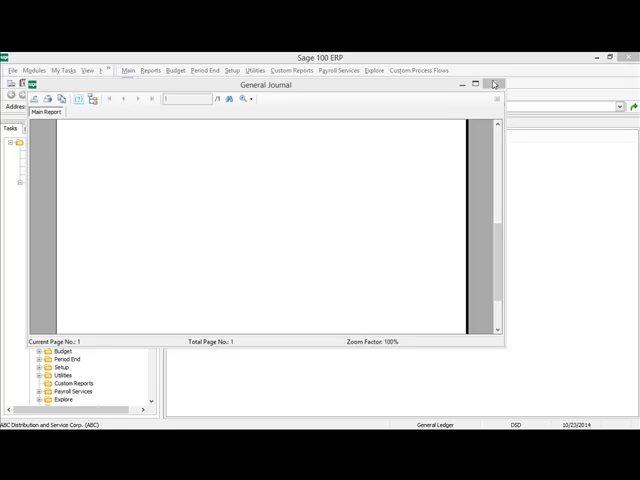 Sage 100 ERP
File Modules My Tasks View Main Reports Budget Period End Setup Utilities Custom Reports Payroll Services Explore Custom Process Flows
General Journal
1 /1
Address
Main Report
Tasks
Current Page No.: 1 Total Page No.: 1 Zoom Factor: 100%
Budget
Period End
Setup
Utilities
Custom Reports
Payroll Services
Explore
ABC Distribution and Service Corp. (ABC) General Ledger DSD 10/23/2014